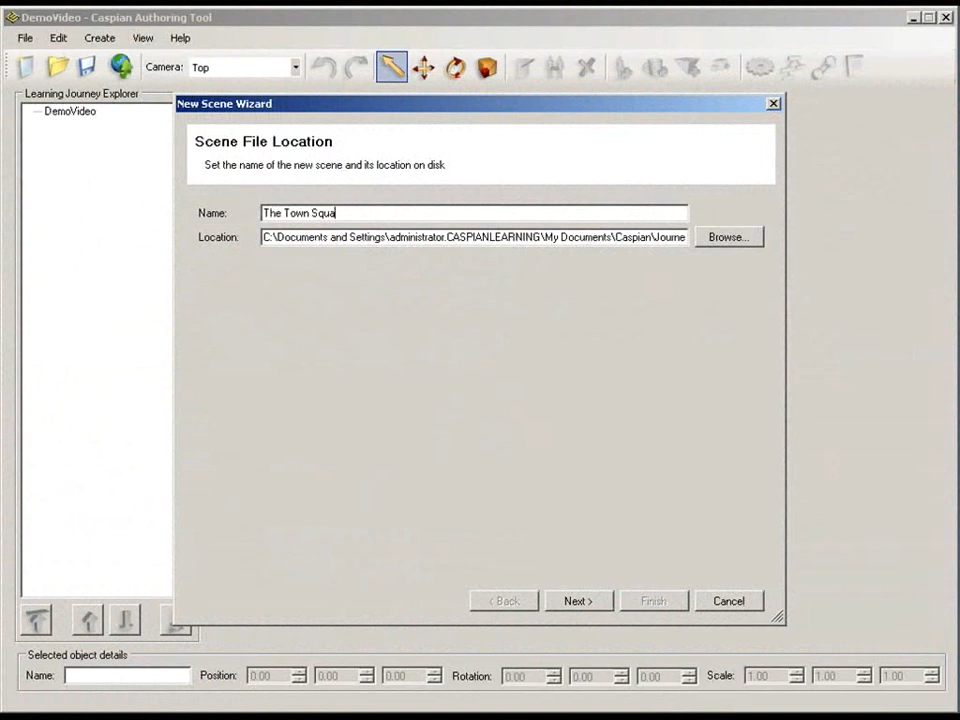 DemoVideo - Caspian Authoring Tool
File Edit Create View Help
Camera: Top
Learning Journey Explorer
DemoVideo
New Scene Wizard
Scene File Location
Set the name of the new scene and its location on disk
Name: The Town Squa
Location: C:\Documents and Settings\administrator.CASPIANLEARNING\My Documents\Caspian\Journe Browse...
< Back Next > Finish Cancel
Selected object details
Name: Position: 0.00 0.00 0.00 Rotation: 0.00 0.00 0.00 Scale: 1.00 1.00 1.00